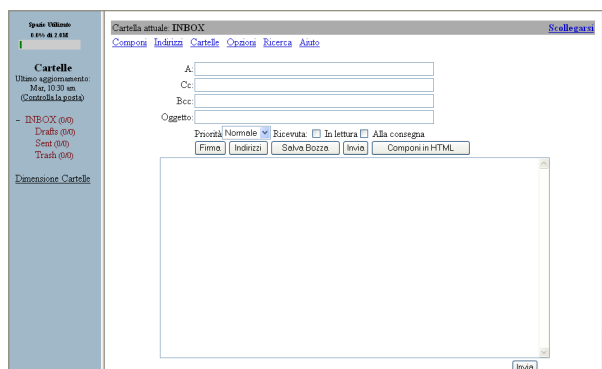 Spazio Utilizzato
0.0% di 2.0M
Cartelle
Ultimo aggiornamento:
Mar, 10:30 am
(Controlla la posta)
– INBOX (0/0)
Drafts (0/0)
Sent (0/0)
Trash (0/0)
Dimensione Cartelle
Cartella attuale: INBOX Scollegarsi
Componi Indirizzi Cartelle Opzioni Ricerca Aiuto
A:
Cc:
Bcc:
Oggetto:
Priorità Normale Ricevuta: In lettura Alla consegna
Firma Indirizzi Salva Bozza Invia Componi in HTML
Invia